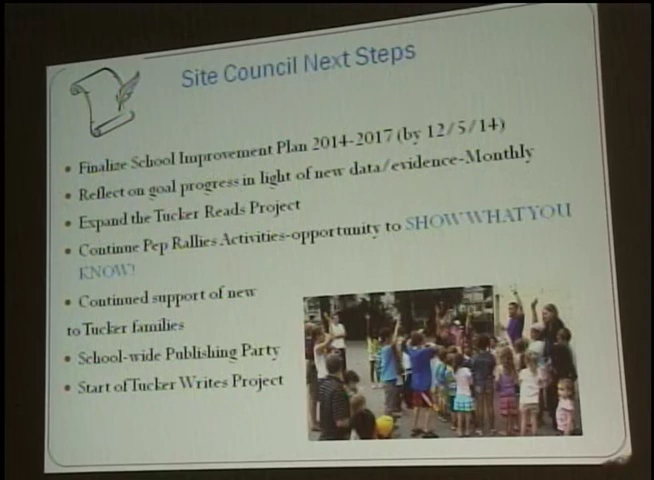 Site Council Next Steps
• Finalize School Improvement Plan 2014-2017 (by 12/5/14)
• Reflect on goal progress in light of new data/evidence-Monthly
• Expand the Tucker Reads Project
• Continue Pep Rallies Activities-opportunity to SHOW WHAT YOU
KNOW!
• Continued support of new
to Tucker families
• School-wide Publishing Party
• Start of Tucker Writes Project